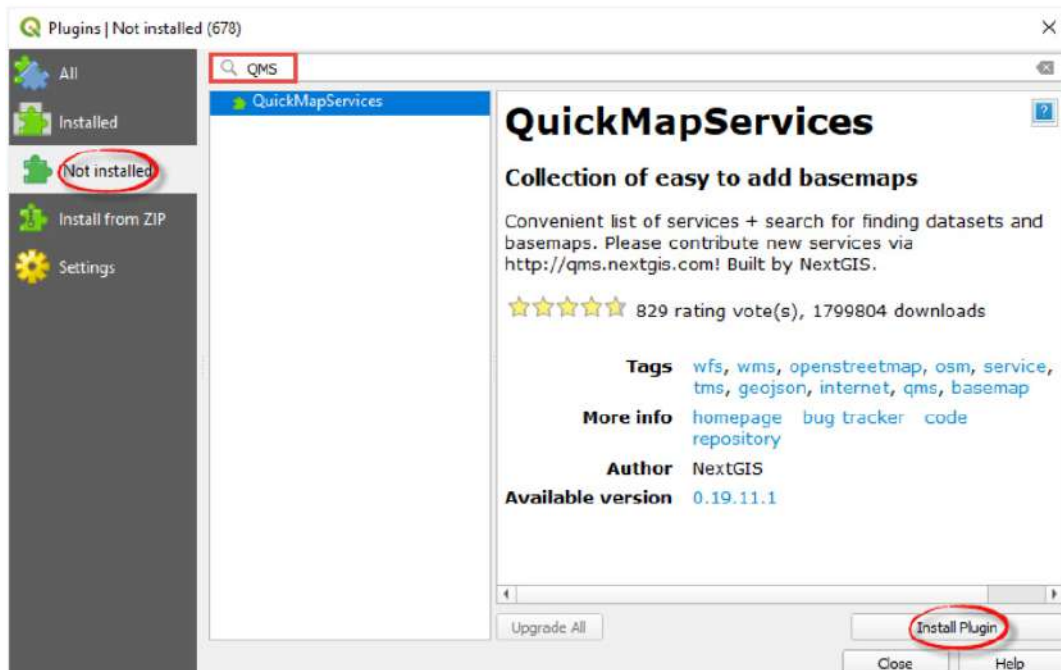 Plugins | Not installed (678)
All
Installed
Not installed
Install from ZIP
Settings
QMS
QuickMapServices
QuickMapServices
?
Collection of easy to add basemaps
Convenient list of services + search for finding datasets and
basemaps. Please contribute new services via
http://qms.nextgis.com! Built by NextGIS.
829 rating vote(s), 1799804 downloads
Tags wfs, wms, openstreetmap, osm, service,
tms, geojson, internet, qms, basemap
More info homepage bug tracker code
repository
Author NextGIS
Available version 0.19.11.1
Upgrade All
Install Plugin
Close
Help